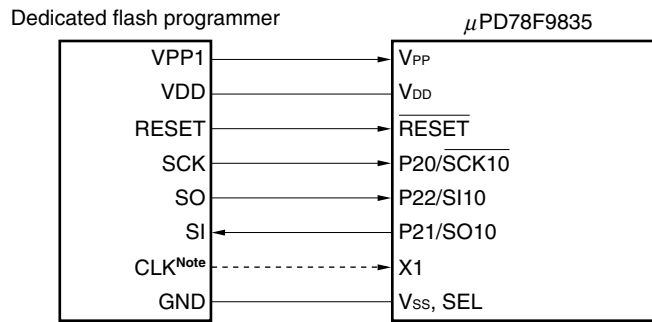 Dedicated flash programmer
μPD78F9835
VPP1 VPP
VDD VDD
RESET RESET
SCK P20/SCK10
SO P22/SI10
SI P21/SO10
CLKNote X1
GND VSS, SEL